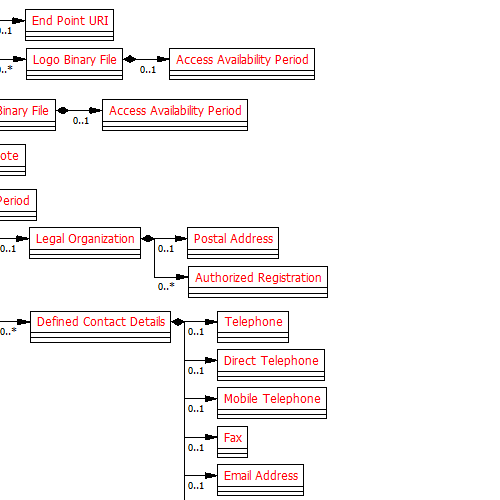 End Point URI
0..1
Logo Binary File
Access Availability Period
0..*
0..1
Binary File
Access Availability Period
0..1
ote
Period
Legal Organization
Postal Address
0..1
0..1
Authorized Registration
0..*
Defined Contact Details
Telephone
0..*
0..1
Direct Telephone
0..1
Mobile Telephone
0..1
Fax
0..1
Email Address
0..1